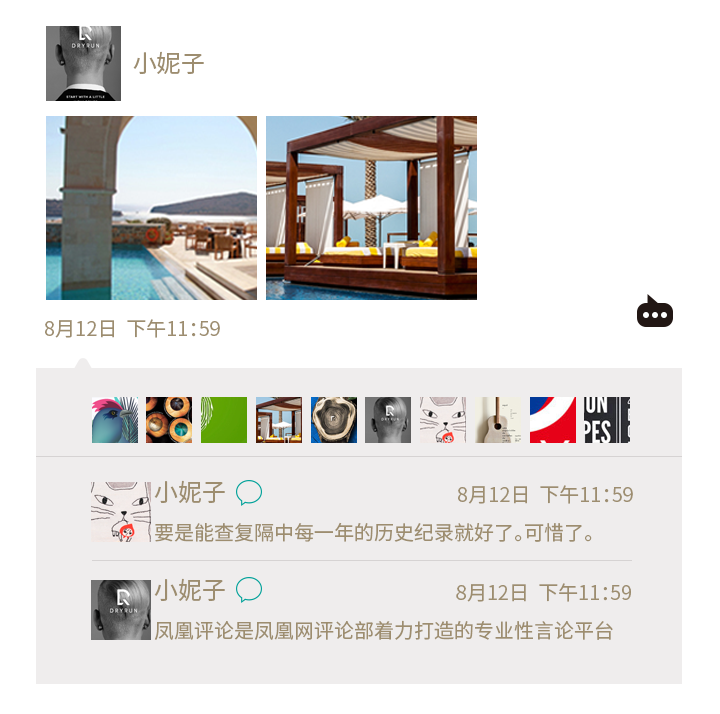 R
DRYRUN
START WITH A LITTLE
小妮子
8月12日 下午11:59
R
DRYRUN
UN
PES
小妮子
8月12日 下午11:59
要是能查复隔中每一年的历史纪录就好了。可惜了。
R
DRYRUN
小妮子
8月12日 下午11:59
凤凰评论是凤凰网评论部着力打造的专业性言论平台